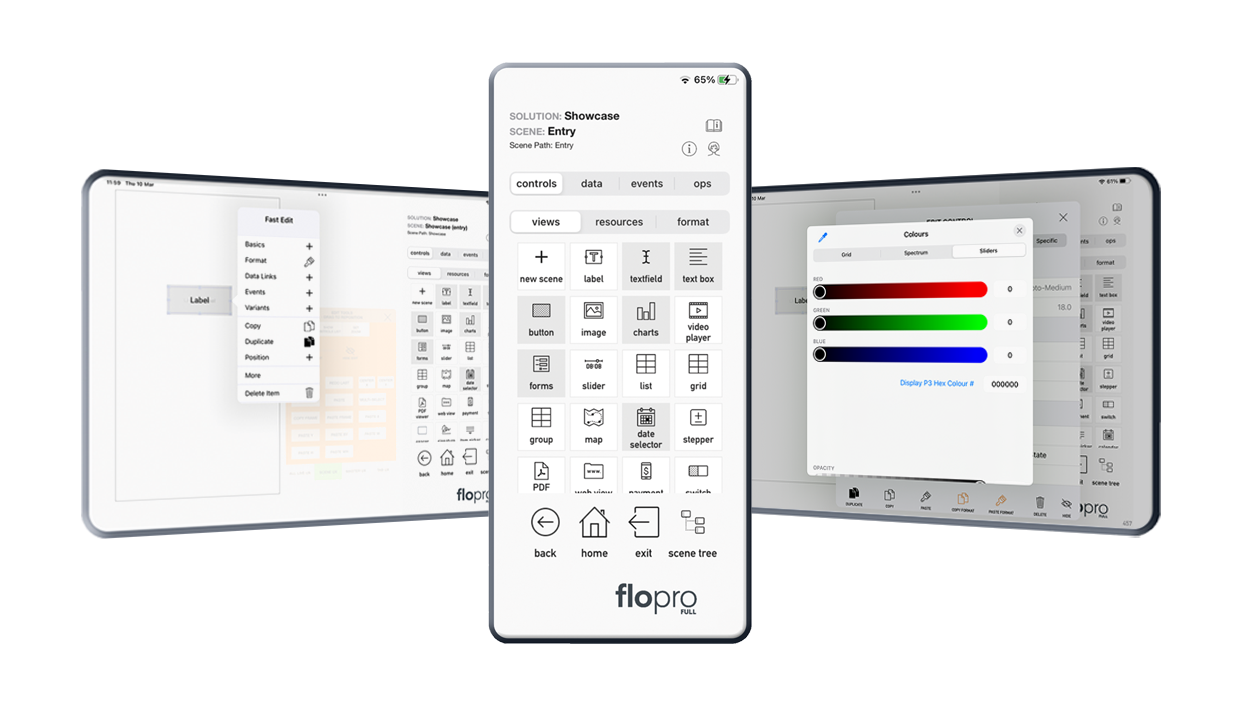 11:59 Thu 10 Mar
Fast Edit
Basics
Format
Data Links
Events
Variants
Copy
Duplicate
Position
More
Delete Item
Label
SOLUTION: Showcase
SCENE: Showcase (entry)
Scene Path: Showcase
controls data events
views resources
new scene label textfield
button image charts
forms slider list
group map date selector
PDF viewer web view payment
back home exit
flopro
65%
SOLUTION: Showcase
SCENE: Entry
Scene Path: Entry
controls data events ops
views resources format
new scene label textfield text box
button image charts video player
forms slider list grid
group map date selector stepper
PDF web view payment switch
back home exit scene tree
flopro
FULL
10 Mar
61%
EDIT CONTROL
Specific
ops
format
18.0
text box
video player
grid
stepper
switch
calendar
scene tree
Colours
Grid Spectrum Sliders
RED
0
GREEN
0
BLUE
0
Display P3 Hex Colour # 000000
OPACITY
DUPLICATE COPY PASTE COPY FORMAT PASTE FORMAT DELETE HIDE
FULL
457